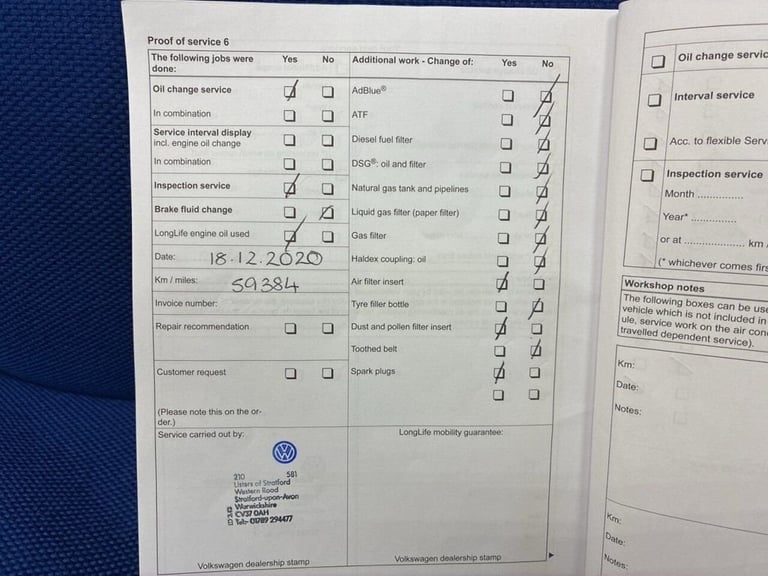 Proof of service 6
The following jobs were done: Yes No
Oil change service
In combination
Service interval display
incl. engine oil change
In combination
Inspection service
Brake fluid change
LongLife engine oil used
Date: 18.12.2020
Km / miles: 59384
Invoice number:
Repair recommendation
Customer request
(Please note this on the or-
der.)
Service carried out by:
210 581
Listers of Stratford
Western Road
Stratford-upon-Avon
Warwickshire
CV37 0AH
Tel:- 01789 294477
Volkswagen dealership stamp
Additional work - Change of: Yes No
AdBlue®
ATF
Diesel fuel filter
DSG®: oil and filter
Natural gas tank and pipelines
Liquid gas filter (paper filter)
Gas filter
Haldex coupling: oil
Air filter insert
Tyre filler bottle
Dust and pollen filter insert
Toothed belt
Spark plugs
LongLife mobility guarantee:
Volkswagen dealership stamp
Oil change servic
Interval service
Acc. to flexible Serv
Inspection service
Month ..............
Year* ..............
or at .................... km /
(* whichever comes firs
Workshop notes
The following boxes can be use
vehicle which is not included in
ule, service work on the air con
travelled dependent service).
Km:
Date:
Notes:
Km:
Date:
Notes: